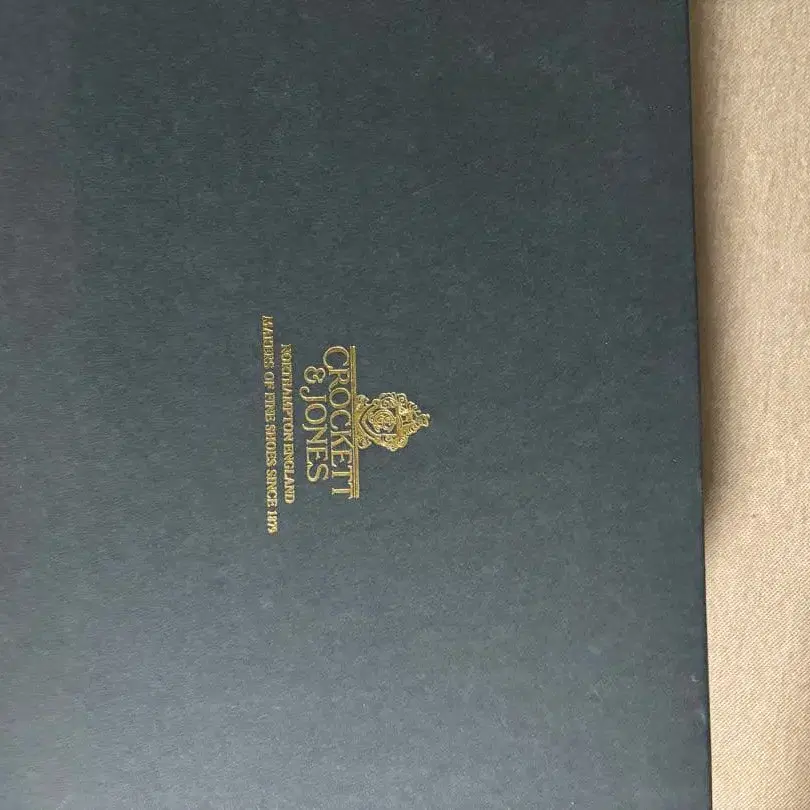 CROCKETT
& JONES
NORTHAMPTON ENGLAND
MAKERS OF FINE SHOES SINCE 1879